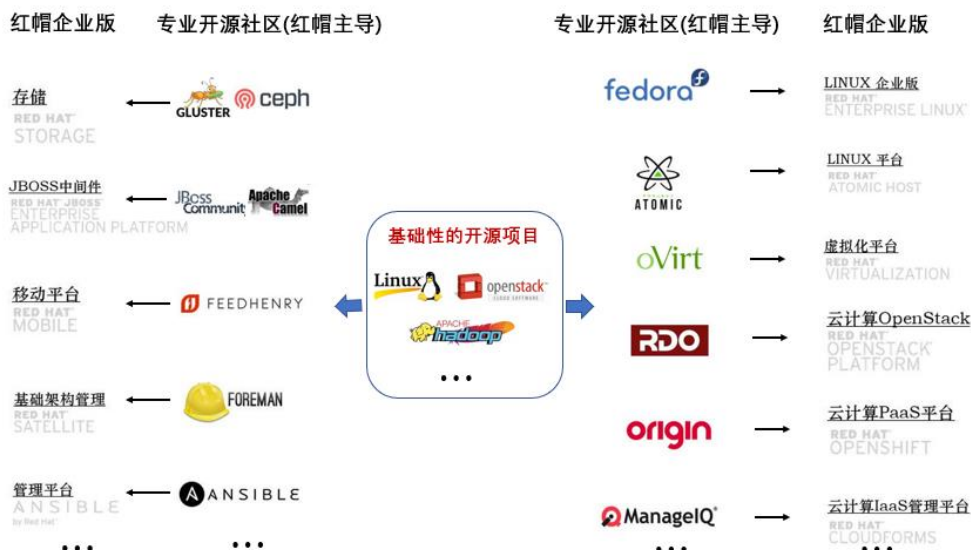 红帽企业版
专业开源社区(红帽主导)
专业开源社区(红帽主导)
红帽企业版
存储
RED HAT
STORAGE
GLUSTER
ceph
JBOSS中间件
RED HAT JBOSS
ENTERPRISE
APPLICATION PLATFORM
JBoss
Community
Apache
Camel
移动平台
RED HAT
MOBILE
FEEDHENRY
基础架构管理
RED HAT
SATELLITE
FOREMAN
管理平台
ANSIBLE
by Red Hat
ANSIBLE
...
...
基础性的开源项目
Linux
openstack
CLOUD SOFTWARE
APACHE
hadoop
...
fedora
LINUX 企业版
RED HAT
ENTERPRISE LINUX
ATOMIC
LINUX 平台
RED HAT
ATOMIC HOST
oVirt
虚拟化平台
RED HAT
VIRTUALIZATION
RDO
云计算OpenStack
RED HAT
OPENSTACK
PLATFORM
origin
云计算PaaS平台
RED HAT
OPENSHIFT
ManageIQ
云计算IaaS管理平台
RED HAT
CLOUDFORMS
...
...